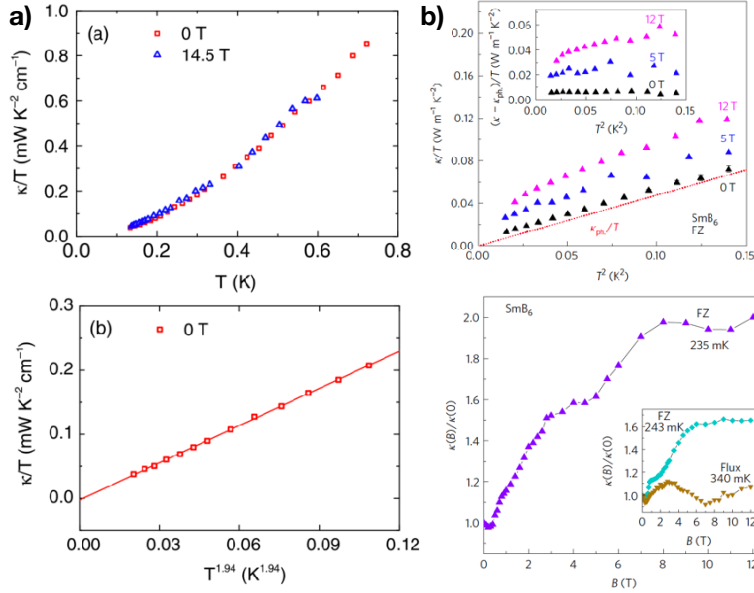 a)
(a)
0 T
14.5 T
κ/T (mW K⁻² cm⁻¹)
1.0
0.8
0.6
0.4
0.2
0.0
0.0 0.2 0.4 0.6 0.8
T (K)
(b)
0 T
κ/T (mW K⁻² cm⁻¹)
0.3
0.2
0.1
0.0
0.00 0.03 0.06 0.09 0.12
T^1.94 (K^1.94)
b)
κ/T (W m⁻¹ K⁻²)
0.20
0.16
0.12
0.08
0.04
0.00
0.00 0.05 0.10 0.15
T² (K²)
(κ − κph.)/T (W m⁻¹ K⁻²)
0.06
0.04
0.02
0.00
0.00 0.05 0.10 0.15
T² (K²)
12 T
5 T
0 T
12 T
5 T
0 T
κph./T
SmB₆
FZ
SmB₆
κ(B)/κ(0)
2.0
1.8
1.6
1.4
1.2
1.0
0 2 4 6 8 10 12
B (T)
FZ
235 mK
κ(B)/κ(0)
1.6
1.4
1.2
1.0
0 2 4 6 8 10 12
B (T)
FZ
243 mK
Flux
340 mK